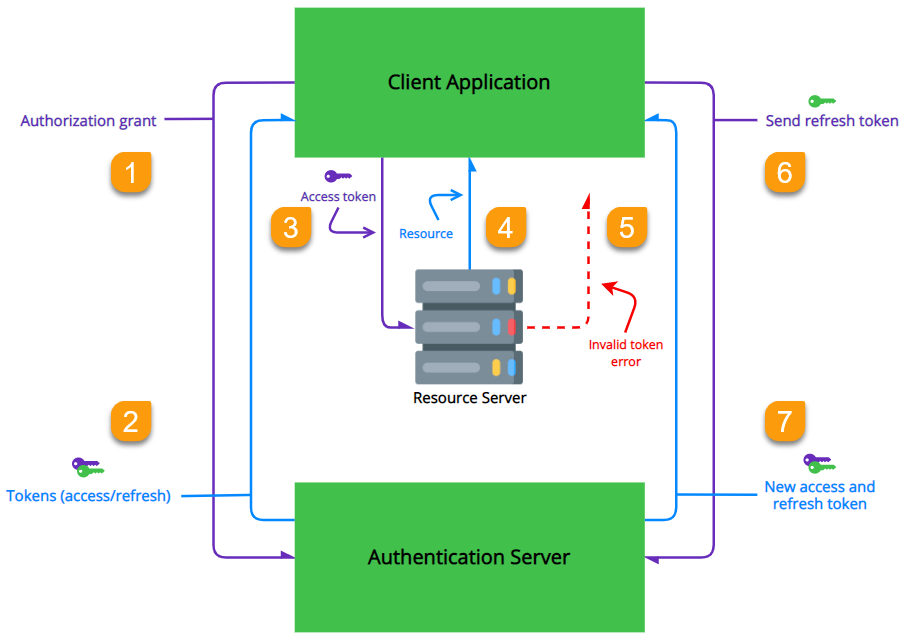 Client Application
Authorization grant
1
Send refresh token
6
Access token
3
Resource
4
5
Invalid token
error
Resource Server
2
Tokens (access/refresh)
7
New access and
refresh token
Authentication Server